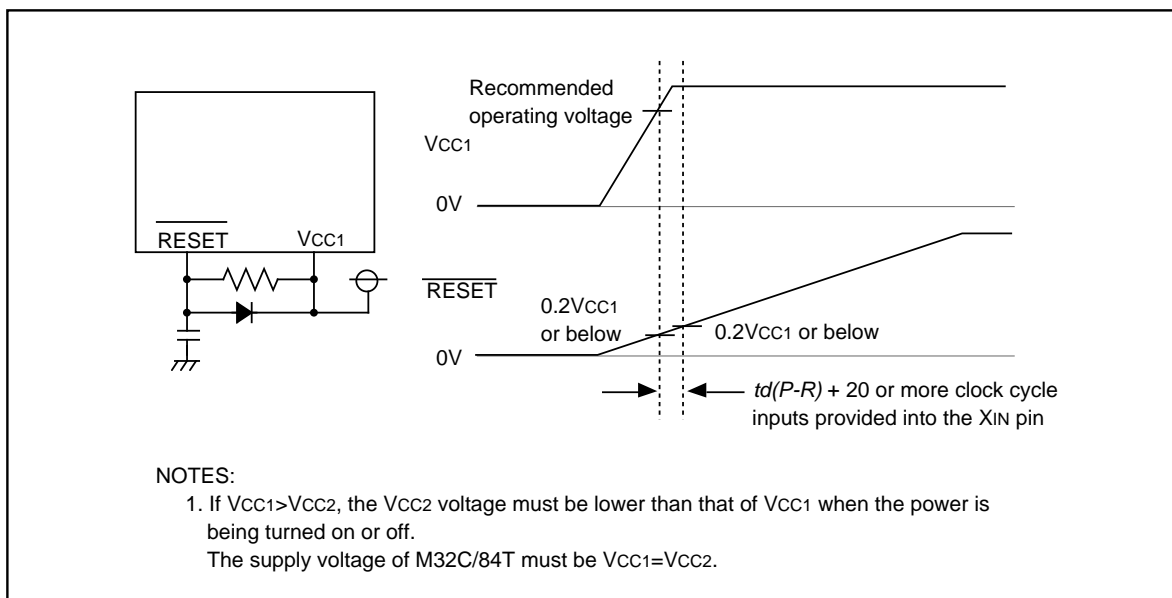 Recommended
operating voltage
VCC1
0V
RESET VCC1
RESET
0.2VCC1
or below
0.2VCC1 or below
0V
td(P-R) + 20 or more clock cycle
inputs provided into the XIN pin
NOTES:
1. If VCC1>VCC2, the VCC2 voltage must be lower than that of VCC1 when the power is
being turned on or off.
The supply voltage of M32C/84T must be VCC1=VCC2.